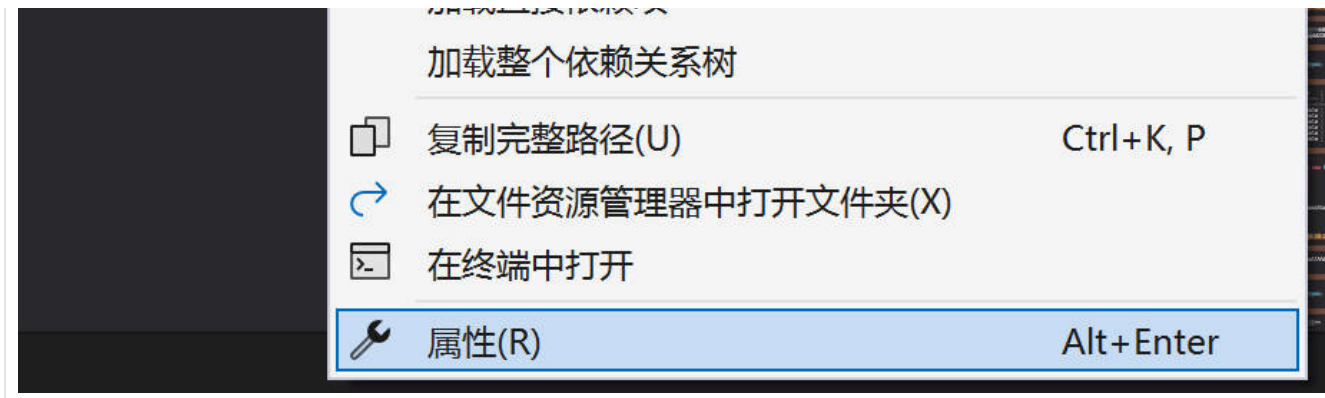 加载整个依赖关系树
复制完整路径(U) Ctrl+K, P
在文件资源管理器中打开文件夹(X)
在终端中打开
属性(R) Alt+Enter